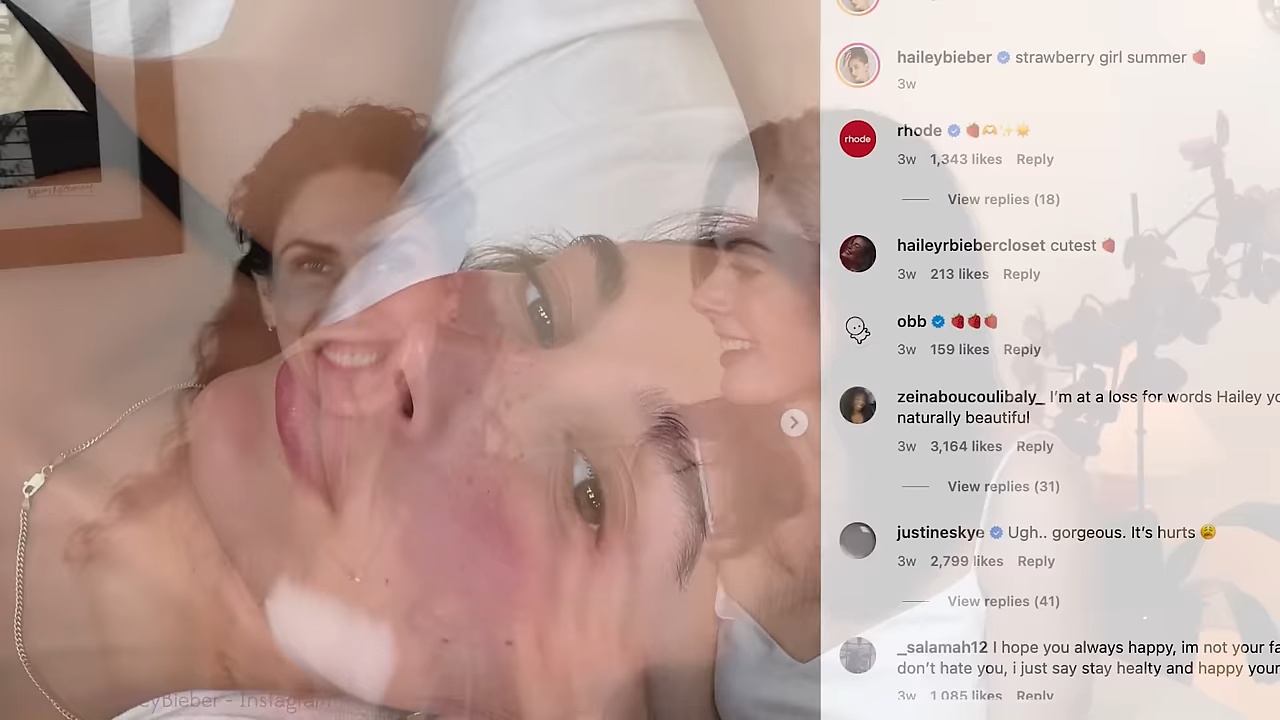 haileybieber strawberry girl summer 🍓
3w
rhode
rhode 🍓🫶✨☀️
3w 1,343 likes Reply
View replies (18)
haileyrbiebercloset cutest 🍓
3w 213 likes Reply
obb 🍓🍓🍓
3w 159 likes Reply
zeinaboucoulibaly_ I'm at a loss for words Hailey
naturally beautiful!
3w 3,164 likes Reply
View replies (31)
justineskye Ugh.. gorgeous. It's hurts 😩
3w 2,799 likes Reply
View replies (41)
_salamah12 I hope you always happy, im not your
don't hate you, i just say stay healty and happy your
3w 1,085 likes Reply
eyBieber - Instagram